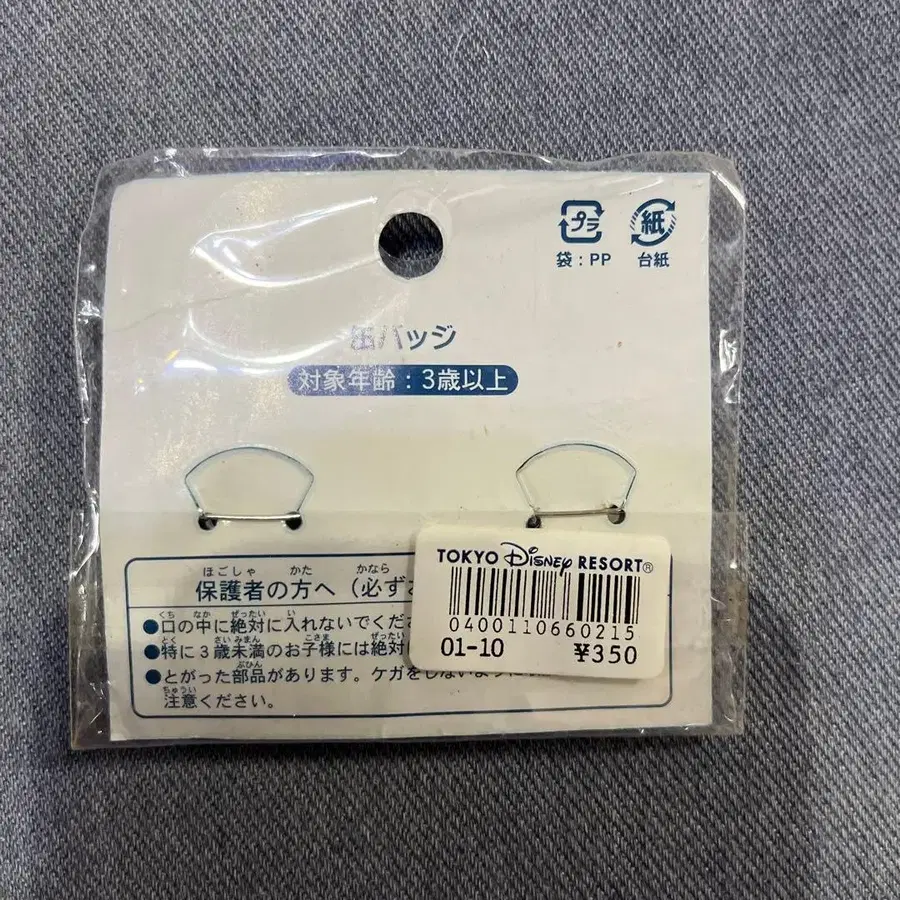 プラ 紙
袋：PP 台紙
缶バッジ
対象年齢：3歳以上
TOKYO Disney RESORT®
0400110660215
01-10 ¥350
ほごしゃ かた かなら
保護者の方へ（必ずお
くち なか ぜったい い
●口の中に絶対に入れないでくださ
とく さい みまん こさま ぜったい
●特に3歳未満のお子様には絶対
ぶひん
●とがった部品があります。ケガをしないように
ちゅうい
注意ください。